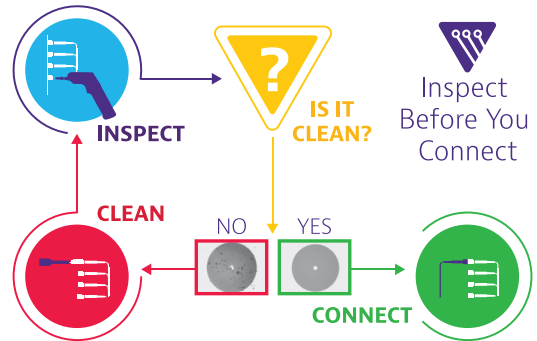 INSPECT
?
IS IT
CLEAN?
Inspect
Before You
Connect
CLEAN
NO
YES
CONNECT